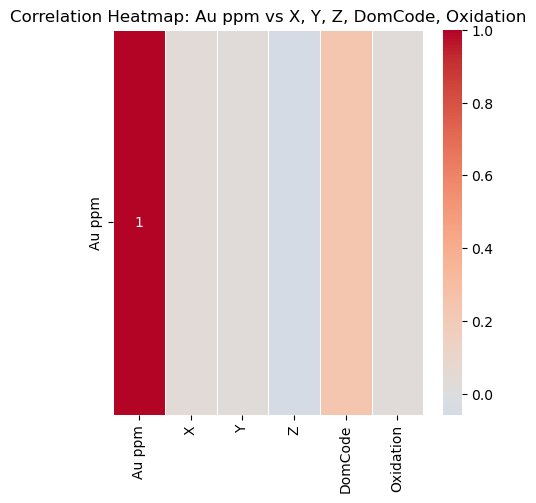 Correlation Heatmap: Au ppm vs X, Y, Z, DomCode, Oxidation
Au ppm
1
Au ppm
X
Y
Z
DomCode
Oxidation
1.0
0.8
0.6
0.4
0.2
0.0